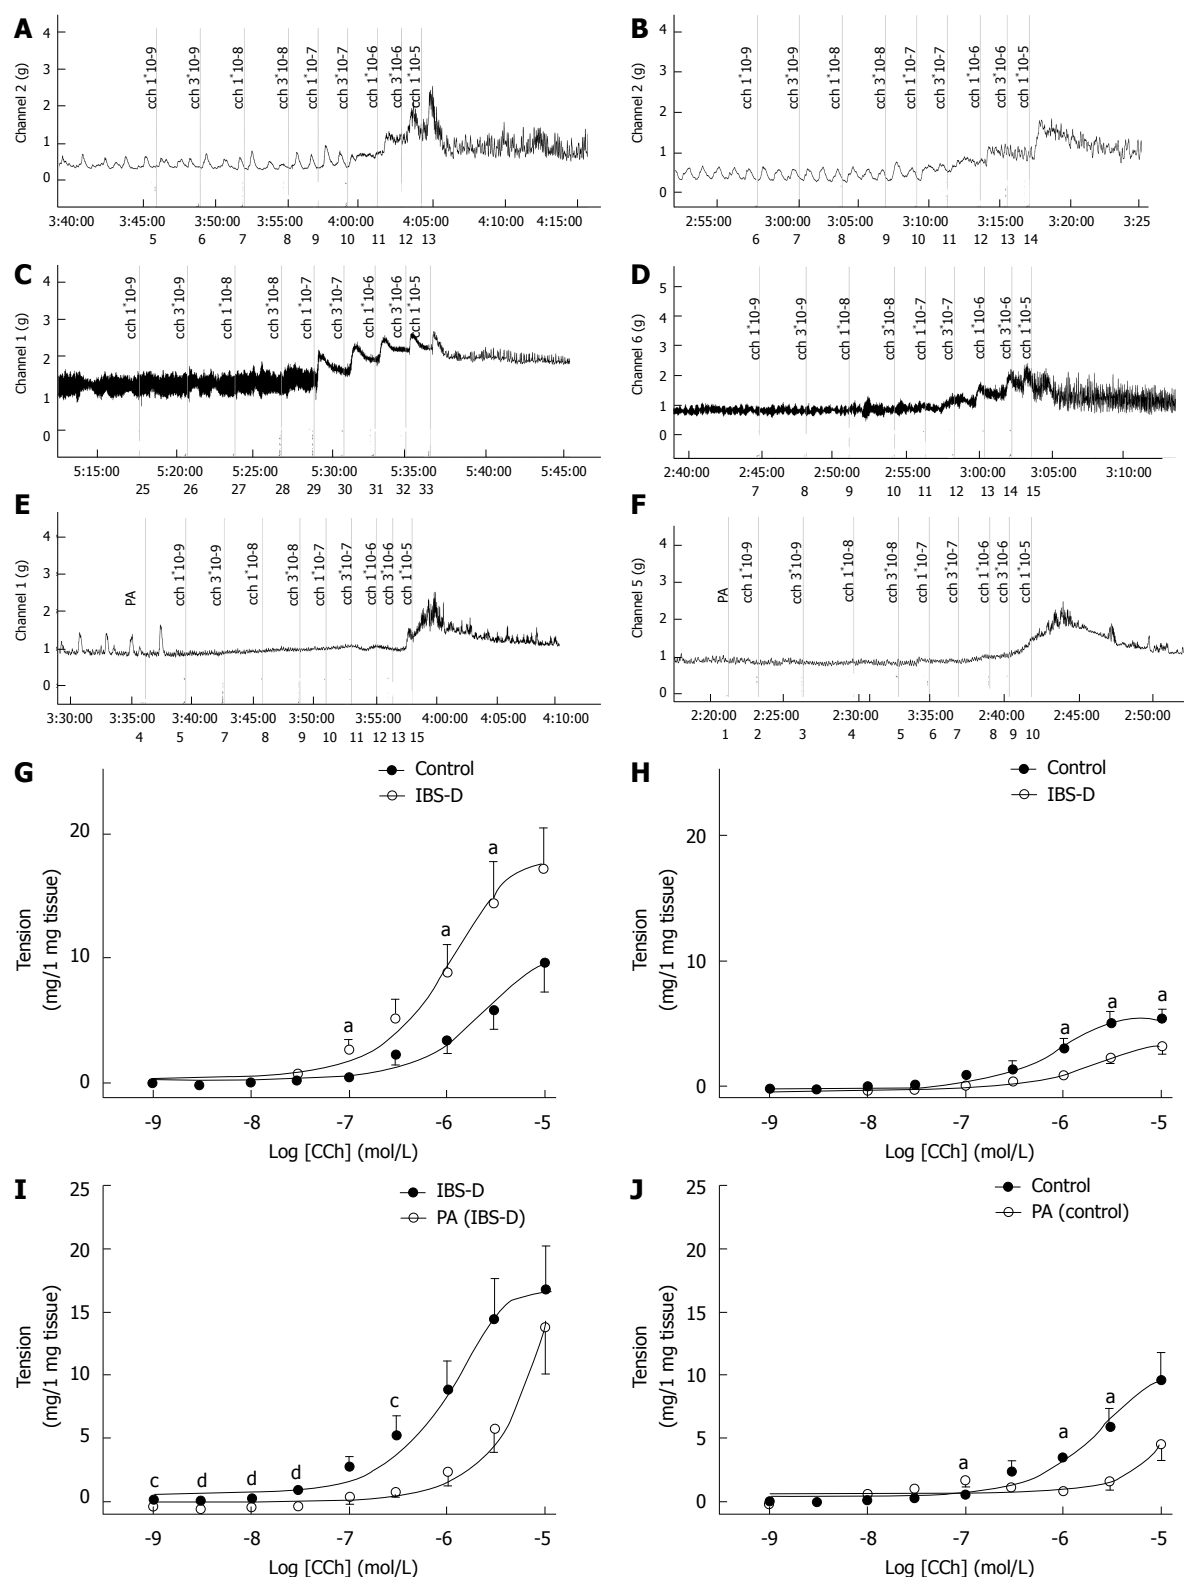 A
Channel 2 (g)
4
3
2
1
0
cch 1*10-9
cch 3*10-9
cch 1*10-8
cch 3*10-8
cch 1*10-7
cch 3*10-7
cch 1*10-6
cch 3*10-6
cch 1*10-5
3:40:00 3:45:00 3:50:00 3:55:00 4:00:00 4:05:00 4:10:00 4:15:00
5 6 7 8 9 10 11 12 13
B
Channel 2 (g)
4
3
2
1
0
cch 1*10-9
cch 3*10-9
cch 1*10-8
cch 3*10-8
cch 1*10-7
cch 3*10-7
cch 1*10-6
cch 3*10-6
cch 1*10-5
2:55:00 3:00:00 3:05:00 3:10:00 3:15:00 3:20:00 3:25
6 7 8 9 10 11 12 13 14
C
Channel 1 (g)
4
3
2
1
0
cch 1*10-9
cch 3*10-9
cch 1*10-8
cch 3*10-8
cch 1*10-7
cch 3*10-7
cch 1*10-6
cch 3*10-6
cch 1*10-5
5:15:00 5:20:00 5:25:00 5:30:00 5:35:00 5:40:00 5:45:00
25 26 27 28 29 30 31 32 33
D
Channel 6 (g)
5
4
3
2
1
0
cch 1*10-9
cch 3*10-9
cch 1*10-8
cch 3*10-8
cch 1*10-7
cch 3*10-7
cch 1*10-6
cch 3*10-6
cch 1*10-5
2:40:00 2:45:00 2:50:00 2:55:00 3:00:00 3:05:00 3:10:00
7 8 9 10 11 12 13 14 15
E
Channel 1 (g)
4
3
2
1
0
PA
cch 1*10-9
cch 3*10-9
cch 1*10-8
cch 3*10-8
cch 1*10-7
cch 3*10-7
cch 1*10-6
cch 3*10-6
cch 1*10-5
3:30:00 3:35:00 3:40:00 3:45:00 3:50:00 3:55:00 4:00:00 4:05:00 4:10:00
4 5 7 8 9 10 11 12 13 15
F
Channel 5 (g)
4
3
2
1
0
PA
cch 1*10-9
cch 3*10-9
cch 1*10-8
cch 3*10-8
cch 1*10-7
cch 3*10-7
cch 1*10-6
cch 3*10-6
cch 1*10-5
2:20:00 2:25:00 2:30:00 2:35:00 2:40:00 2:45:00 2:50:00
1 2 3 4 5 6 7 8 9 10
G
Control
IBS-D
Tension
(mg/1 mg tissue)
20
10
0
a a a
-9 -8 -7 -6 -5
Log [CCh] (mol/L)
H
Control
IBS-D
Tension
(mg/1 mg tissue)
20
10
0
a a a
-9 -8 -7 -6 -5
Log [CCh] (mol/L)
I
IBS-D
PA (IBS-D)
Tension
(mg/1 mg tissue)
25
20
15
10
5
0
c d d d c
-9 -8 -7 -6 -5
Log [CCh] (mol/L)
J
Control
PA (control)
Tension
(mg/1 mg tissue)
25
20
15
10
5
0
a a a
-9 -8 -7 -6 -5
Log [CCh] (mol/L)